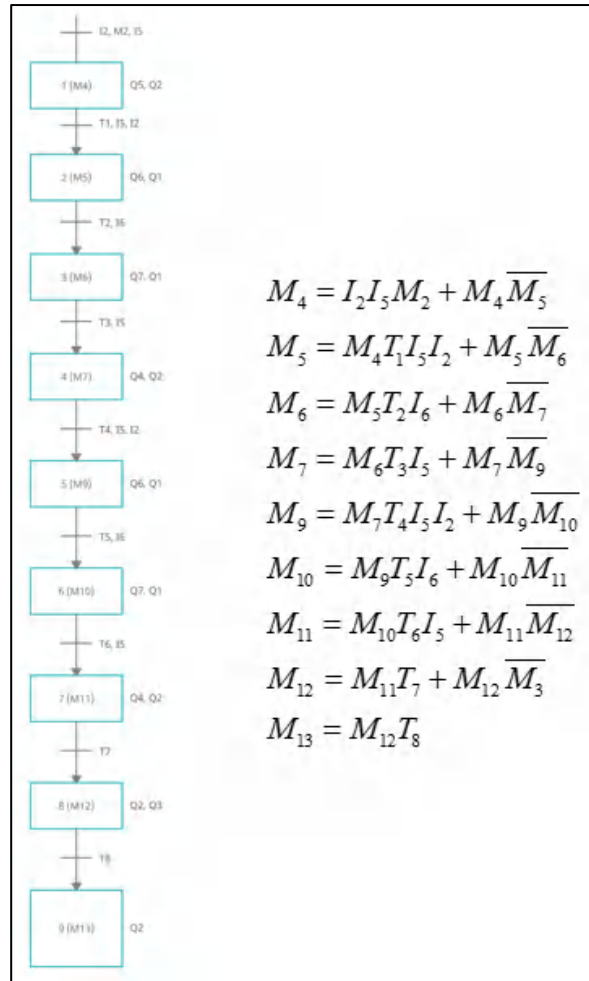 I2, M2, I5
1 (M4) Q5, Q2
T1, I5, I2
2 (M5) Q6, Q1
T2, I6
3 (M6) Q7, Q1
T3, I5
4 (M7) Q4, Q2
T4, I5, I2
5 (M9) Q6, Q1
T5, I6
6 (M10) Q7, Q1
T6, I5
7 (M11) Q4, Q2
T7
8 (M12) Q2, Q3
T8
9 (M13) Q2
M₄ = I₂I₅M₂ + M₄M̅₅
M₅ = M₄T₁I₅I₂ + M₅M̅₆
M₆ = M₅T₂I₆ + M₆M̅₇
M₇ = M₆T₃I₅ + M₇M̅₉
M₉ = M₇T₄I₅I₂ + M₉M̅₁₀
M₁₀ = M₉T₅I₆ + M₁₀M̅₁₁
M₁₁ = M₁₀T₆I₅ + M₁₁M̅₁₂
M₁₂ = M₁₁T₇ + M₁₂M̅₃
M₁₃ = M₁₂T₈